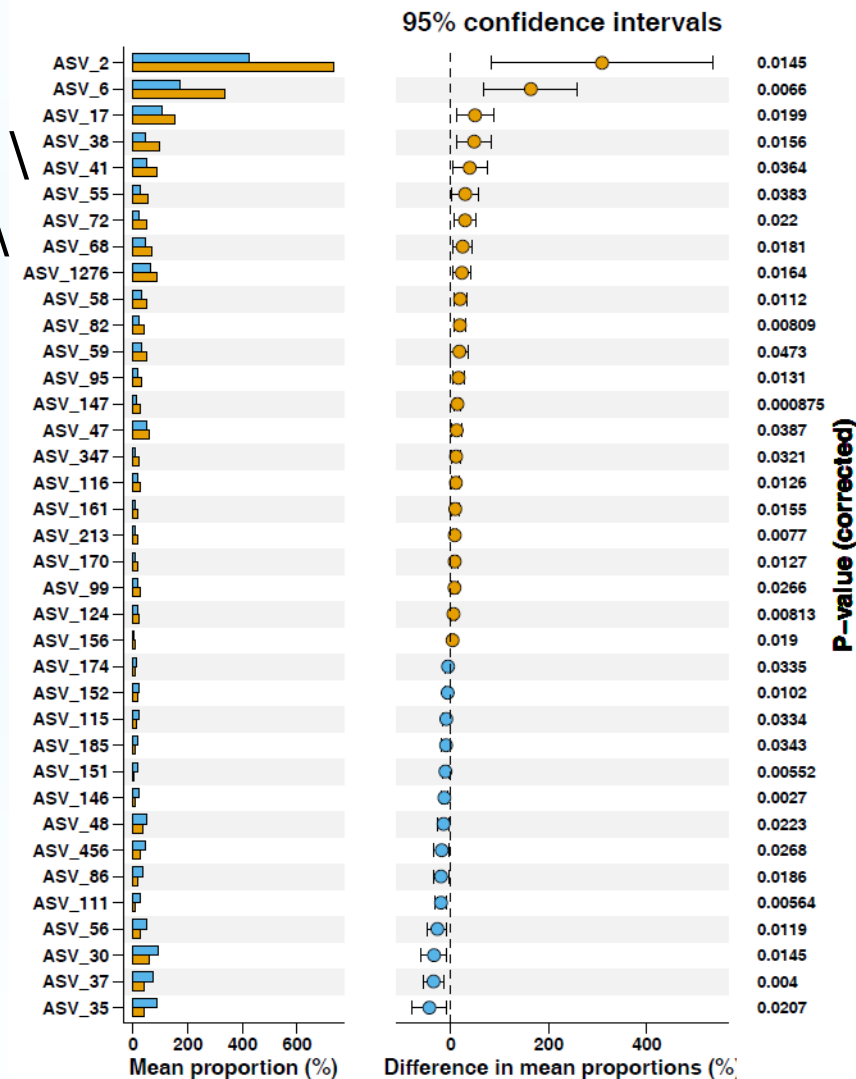 95% confidence intervals
ASV_2 0.0145
ASV_6 0.0066
ASV_17 0.0199
ASV_38 0.0156
ASV_41 0.0364
ASV_55 0.0383
ASV_72 0.022
ASV_68 0.0181
ASV_1276 0.0164
ASV_58 0.0112
ASV_82 0.00809
ASV_59 0.0473
ASV_95 0.0131
ASV_147 0.000875
ASV_47 0.0387
ASV_347 0.0321
ASV_116 0.0126
ASV_161 0.0155
ASV_213 0.0077
ASV_170 0.0127
ASV_99 0.0266
ASV_124 0.00813
ASV_156 0.019
ASV_174 0.0335
ASV_152 0.0102
ASV_115 0.0334
ASV_185 0.0343
ASV_151 0.00552
ASV_146 0.0027
ASV_48 0.0223
ASV_456 0.0268
ASV_86 0.0186
ASV_111 0.00564
ASV_56 0.0119
ASV_30 0.0145
ASV_37 0.004
ASV_35 0.0207
P-value (corrected)
0 200 400 600 0 200 400
Mean proportion (%) Difference in mean proportions (%)